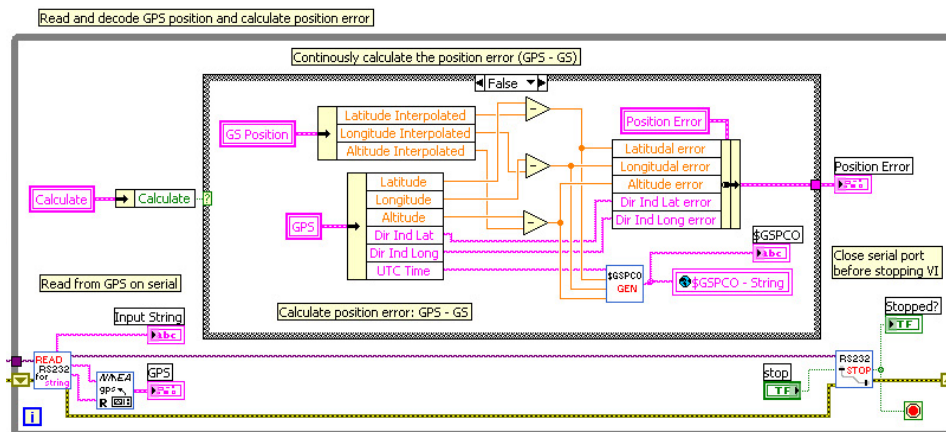 Read and decode GPS position and calculate position error
Continously calculate the position error (GPS - GS)
False
GS Position
Latitude Interpolated
Longitude Interpolated
Altitude Interpolated
Position Error
Latitudal error
Longitudal error
Altitude error
Dir Ind Lat error
Dir Ind Long error
Position Error
Calculate
Calculate
?
GPS
Latitude
Longitude
Altitude
Dir Ind Lat
Dir Ind Long
UTC Time
$GSPCO
GEN
$GSPCO
abc
$GSPCO - String
Calculate position error: GPS - GS
Read from GPS on serial
Close serial port
before stopping VI
Input String
abc
READ
RS232
for
string
NMEA
gps
R
GPS
stop
TF
RS232
STOP
Stopped?
TF
i